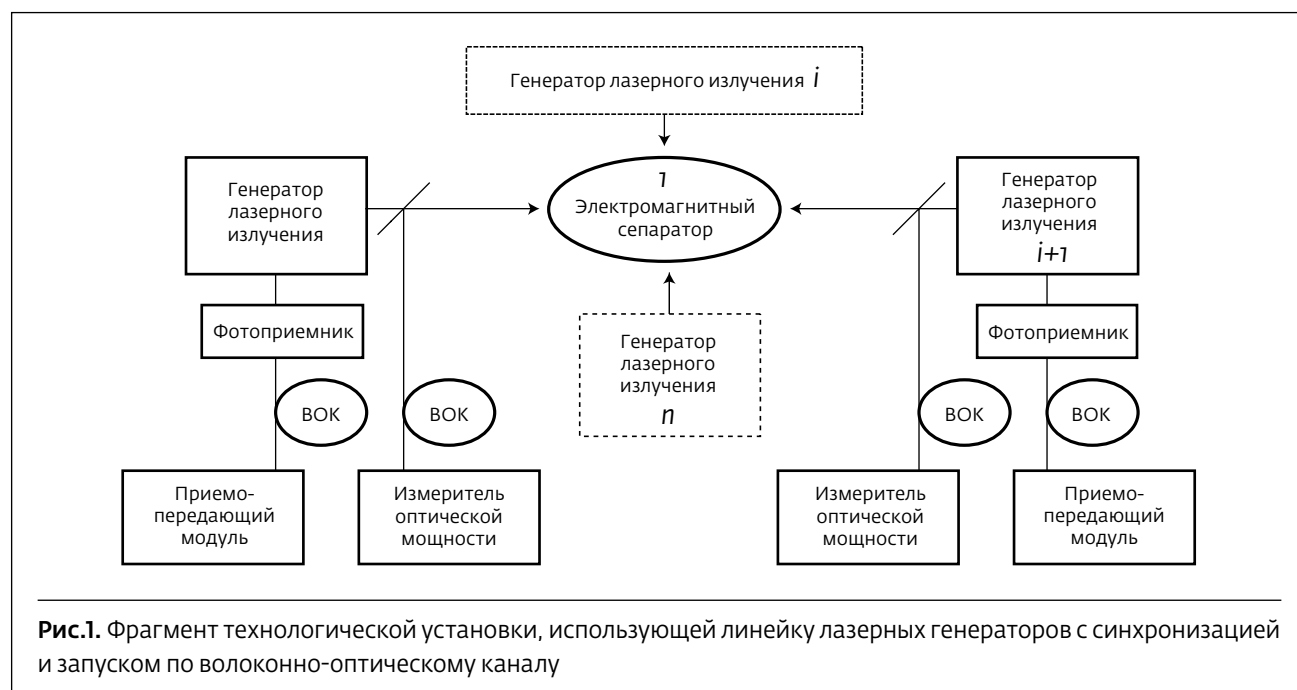 Генератор лазерного излучения i
Генератор
лазерного
излучения
1
Электромагнитный
сепаратор
Генератор
лазерного
излучения
i+1
Фотоприемник
Генератор
лазерного
излучения
n
Фотоприемник
ВОК
ВОК
ВОК
ВОК
Приемо-
передающий
модуль
Измеритель
оптической
мощности
Измеритель
оптической
мощности
Приемо-
передающий
модуль
Рис.1. Фрагмент технологической установки, использующей линейку лазерных генераторов с синхронизацией
и запуском по волоконно-оптическому каналу